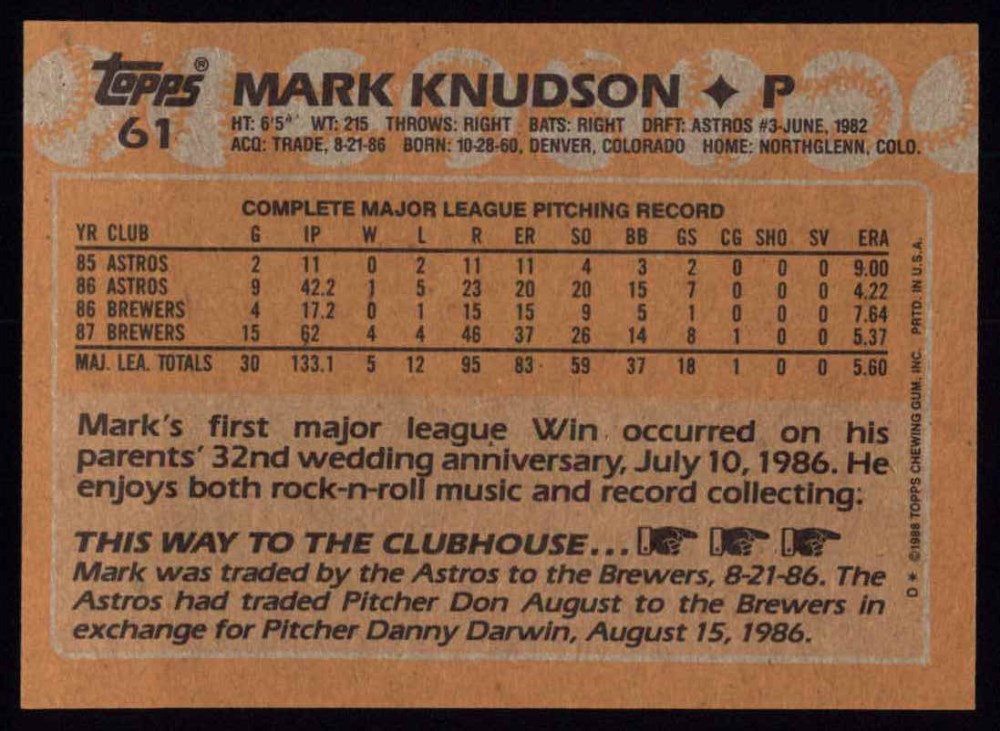 Topps® MARK KNUDSON ✦ P
61 HT: 6'5" WT: 215 THROWS: RIGHT BATS: RIGHT DRFT: ASTROS #3-JUNE, 1982
ACQ: TRADE, 8-21-86 BORN: 10-28-60, DENVER, COLORADO HOME: NORTHGLENN, COLO.
COMPLETE MAJOR LEAGUE PITCHING RECORD
YR CLUB G IP W L R ER SO BB GS CG SHO SV ERA
85 ASTROS 2 11 0 2 11 11 4 3 2 0 0 0 9.00
86 ASTROS 9 42.2 1 5 23 20 20 15 7 0 0 0 4.22
86 BREWERS 4 17.2 0 1 15 15 9 5 1 0 0 0 7.64
87 BREWERS 15 62 4 4 46 37 26 14 8 1 0 0 5.37
MAJ. LEA. TOTALS 30 133.1 5 12 95 83 59 37 18 1 0 0 5.60
Mark's first major league Win occurred on his
parents' 32nd wedding anniversary, July 10, 1986. He
enjoys both rock-n-roll music and record collecting.
THIS WAY TO THE CLUBHOUSE...
Mark was traded by the Astros to the Brewers, 8-21-86. The
Astros had traded Pitcher Don August to the Brewers in
exchange for Pitcher Danny Darwin, August 15, 1986.
D* ©1988 TOPPS CHEWING GUM, INC. PRTD. IN U.S.A.